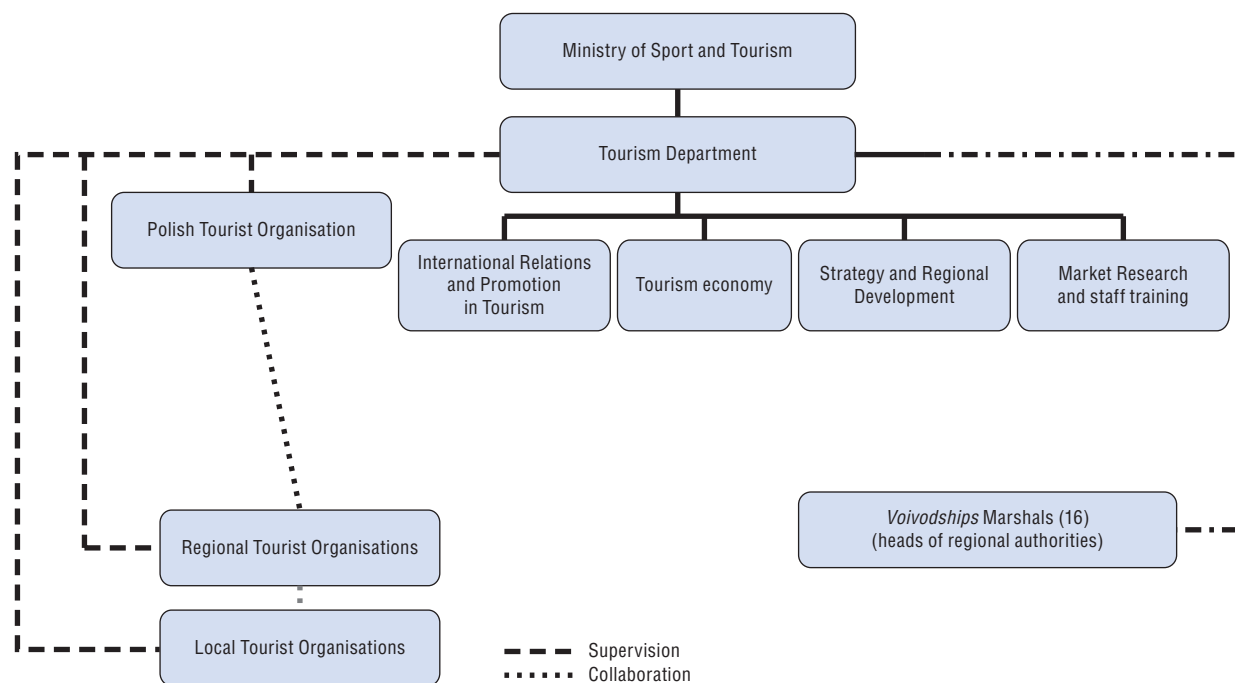 Ministry of Sport and Tourism
Tourism Department
Polish Tourist Organisation
International Relations
and Promotion
in Tourism
Tourism economy
Strategy and Regional
Development
Market Research
and staff training
Voivodships Marshals (16)
(heads of regional authorities)
Regional Tourist Organisations
Local Tourist Organisations
Supervision
Collaboration